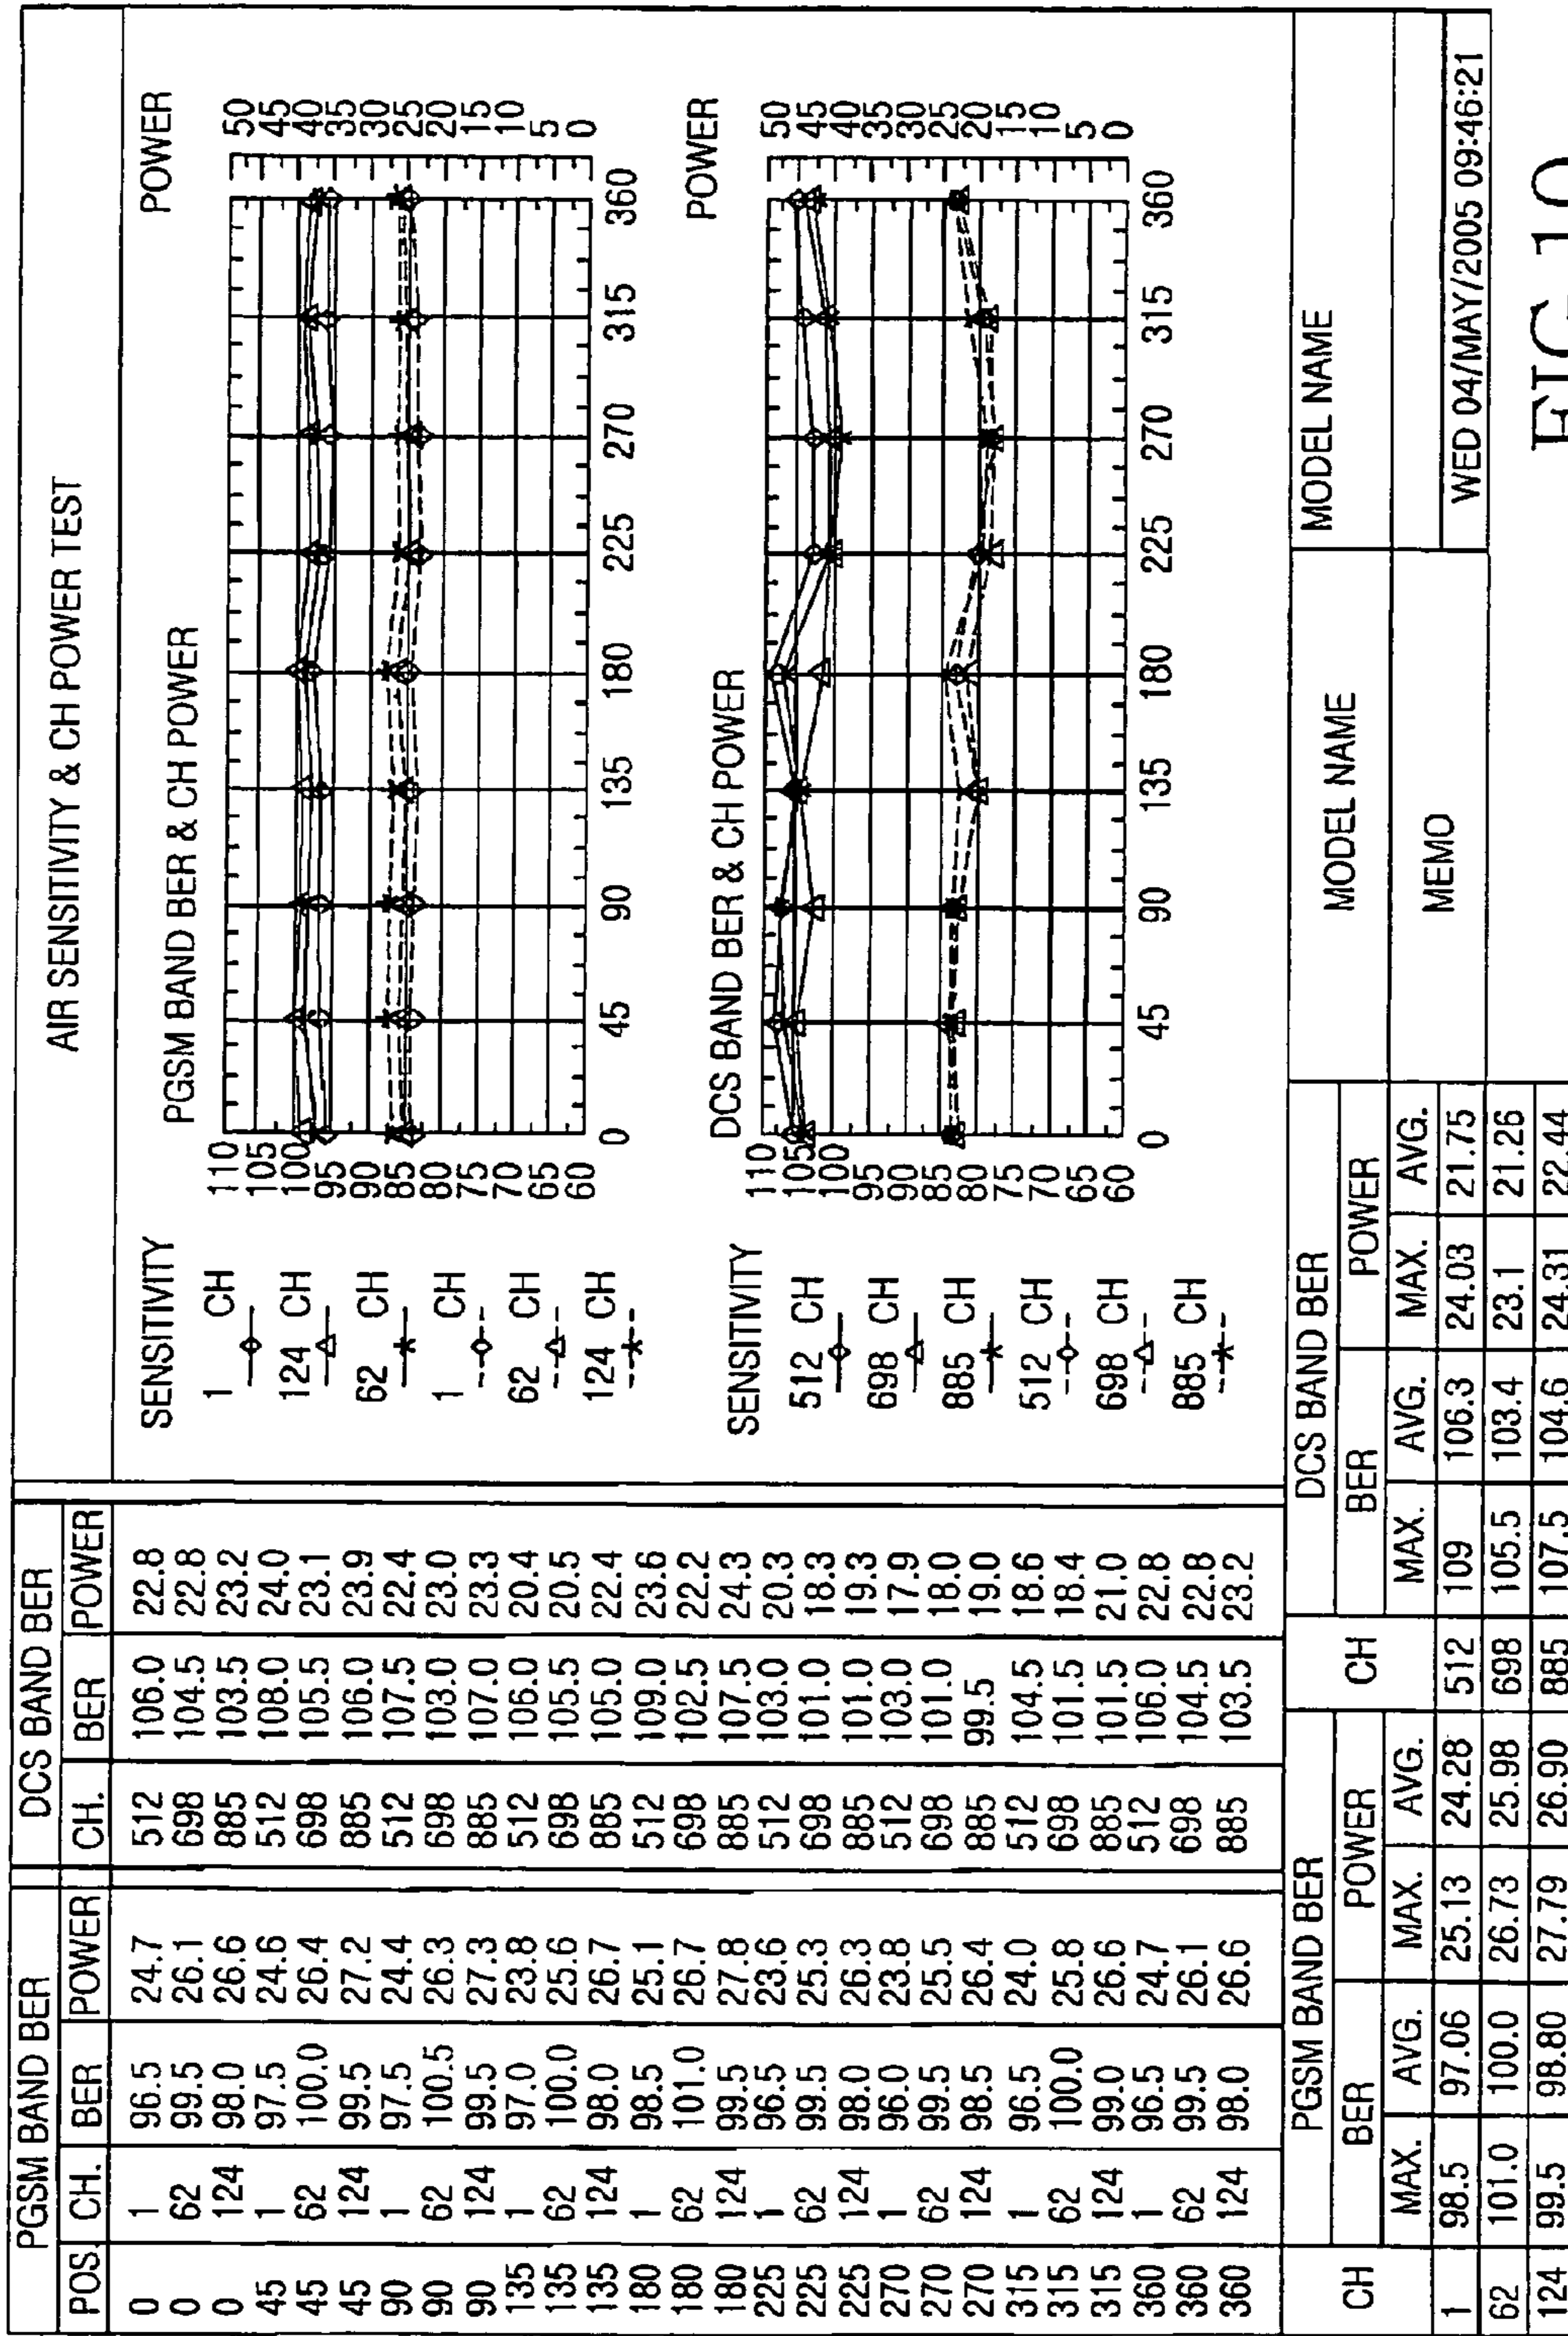 AIR SENSITIVITY & CH POWER TEST
PGSM BAND BER DCS BAND BER
POS. CH. BER POWER CH. BER POWER
0 1 96.5 24.7 512 106.0 22.8
0 62 99.5 26.1 698 104.5 22.8
0 124 98.0 26.6 885 103.5 23.2
45 1 97.5 24.6 512 108.0 24.0
45 62 100.0 26.4 698 105.5 23.1
45 124 99.5 27.2 885 106.0 23.9
90 1 97.5 24.4 512 107.5 22.4
90 62 100.5 26.3 698 103.0 23.0
90 124 99.5 27.3 885 107.0 23.3
135 1 97.0 23.8 512 106.0 20.4
135 62 100.0 25.6 698 105.5 20.5
135 124 98.0 26.7 885 105.0 22.4
180 1 98.5 25.1 512 109.0 23.6
180 62 101.0 26.7 698 102.5 22.2
180 124 99.5 27.8 885 107.5 24.3
225 1 96.5 23.6 512 103.0 20.3
225 62 99.5 25.3 698 101.0 18.3
225 124 98.0 26.3 885 101.0 19.3
270 1 96.0 23.8 512 103.0 17.9
270 62 99.5 25.5 698 101.0 18.0
270 124 98.5 26.4 885 99.5 19.0
315 1 96.5 24.0 512 104.5 18.6
315 62 100.0 25.8 698 101.5 18.4
315 124 99.0 26.6 885 101.5 21.0
360 1 96.5 24.7 512 106.0 22.8
360 62 99.5 26.1 698 104.5 22.8
360 124 98.0 26.6 885 103.5 23.2
SENSITIVITY
PGSM BAND BER & CH POWER
POWER
1 CH
124 CH
62 CH
1 CH
62 CH
124 CH
110 105 100 95 90 85 80 75 70 65 60
50 45 40 35 30 25 20 15 10 5 0
0 45 90 135 180 225 270 315 360
SENSITIVITY
DCS BAND BER & CH POWER
POWER
512 CH
698 CH
885 CH
512 CH
698 CH
885 CH
110 105 100 95 90 85 80 75 70 65 60
50 45 40 35 30 25 20 15 10 5 0
0 45 90 135 180 225 270 315 360
CH PGSM BAND BER CH DCS BAND BER MODEL NAME MODEL NAME
BER POWER BER POWER
MAX. AVG. MAX. AVG. MAX. AVG. MAX. AVG. MEMO
1 98.5 97.06 25.13 24.28 512 109 106.3 24.03 21.75 WED 04/MAY/2005 09:46:21
62 101.0 100.0 26.73 25.98 698 105.5 103.4 23.1 21.26
124 99.5 98.80 27.79 26.90 885 107.5 104.6 24.31 22.44
FIG.10